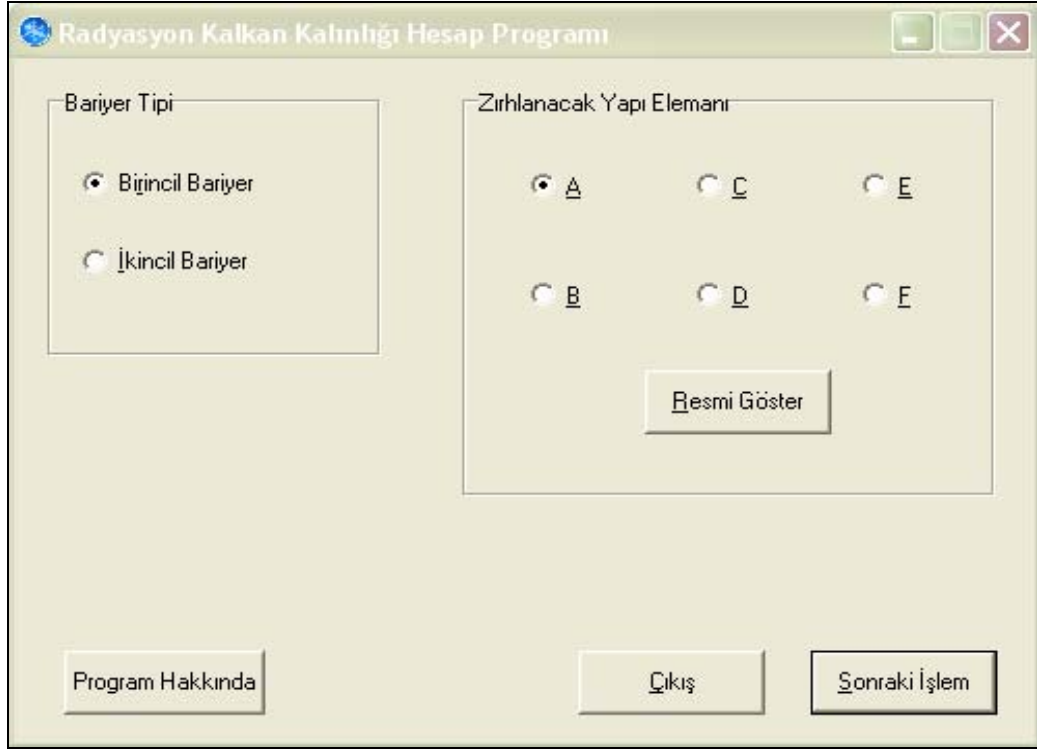 Radyasyon Kalkan Kalınlığı Hesap Programı
Bariyer Tipi
Birincil Bariyer
İkincil Bariyer
Zırhlanacak Yapı Elemanı
A C E
B D F
Resmi Göster
Program Hakkında Çıkış Sonraki İşlem